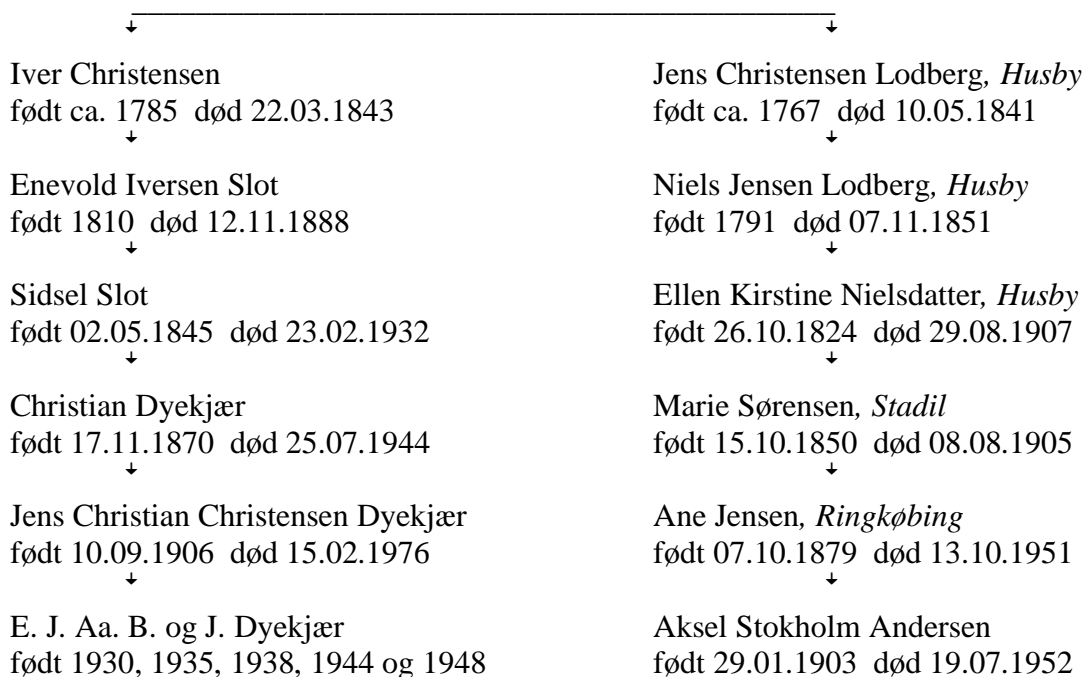 Iver Christensen
født ca. 1785 død 22.03.1843
Enevold Iversen Slot
født 1810 død 12.11.1888
Sidsel Slot
født 02.05.1845 død 23.02.1932
Christian Dyekjær
født 17.11.1870 død 25.07.1944
Jens Christian Christensen Dyekjær
født 10.09.1906 død 15.02.1976
E. J. Aa. B. og J. Dyekjær
født 1930, 1935, 1938, 1944 og 1948
Jens Christensen Lodberg, Husby
født ca. 1767 død 10.05.1841
Niels Jensen Lodberg, Husby
født 1791 død 07.11.1851
Ellen Kirstine Nielsdatter, Husby
født 26.10.1824 død 29.08.1907
Marie Sørensen, Stadil
født 15.10.1850 død 08.08.1905
Ane Jensen, Ringkøbing
født 07.10.1879 død 13.10.1951
Aksel Stokholm Andersen
født 29.01.1903 død 19.07.1952